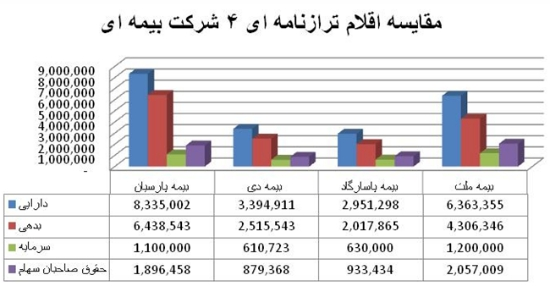 مقایسه اقلام ترازنامه ای ۴ شرکت بیمه ای
9,000,000
8,000,000
7,000,000
6,000,000
5,000,000
4,000,000
3,000,000
2,000,000
1,000,000
-
بیمه پارسیان بیمه دی بیمه پاسارگاد بیمه ملت
دارایی 8,335,002 3,394,911 2,951,298 6,363,355
بدهی 6,438,543 2,515,543 2,017,865 4,306,346
سرمایه 1,100,000 610,723 630,000 1,200,000
حقوق صاحبان سهام 1,896,458 879,368 933,434 2,057,009